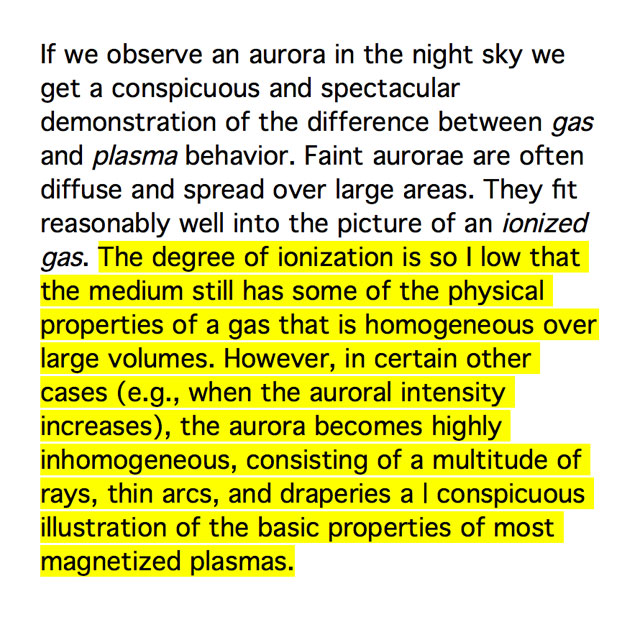 If we observe an aurora in the night sky we
get a conspicuous and spectacular
demonstration of the difference between gas
and plasma behavior. Faint aurorae are often
diffuse and spread over large areas. They fit
reasonably well into the picture of an ionized
gas. The degree of ionization is so l low that
the medium still has some of the physical
properties of a gas that is homogeneous over
large volumes. However, in certain other
cases (e.g., when the auroral intensity
increases), the aurora becomes highly
inhomogeneous, consisting of a multitude of
rays, thin arcs, and draperies a l conspicuous
illustration of the basic properties of most
magnetized plasmas.